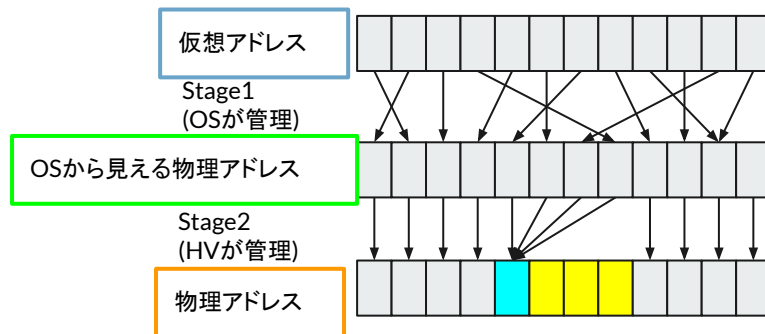 仮想アドレス
Stage1
(OSが管理)
OSから見える物理アドレス
Stage2
(HVが管理)
物理アドレス